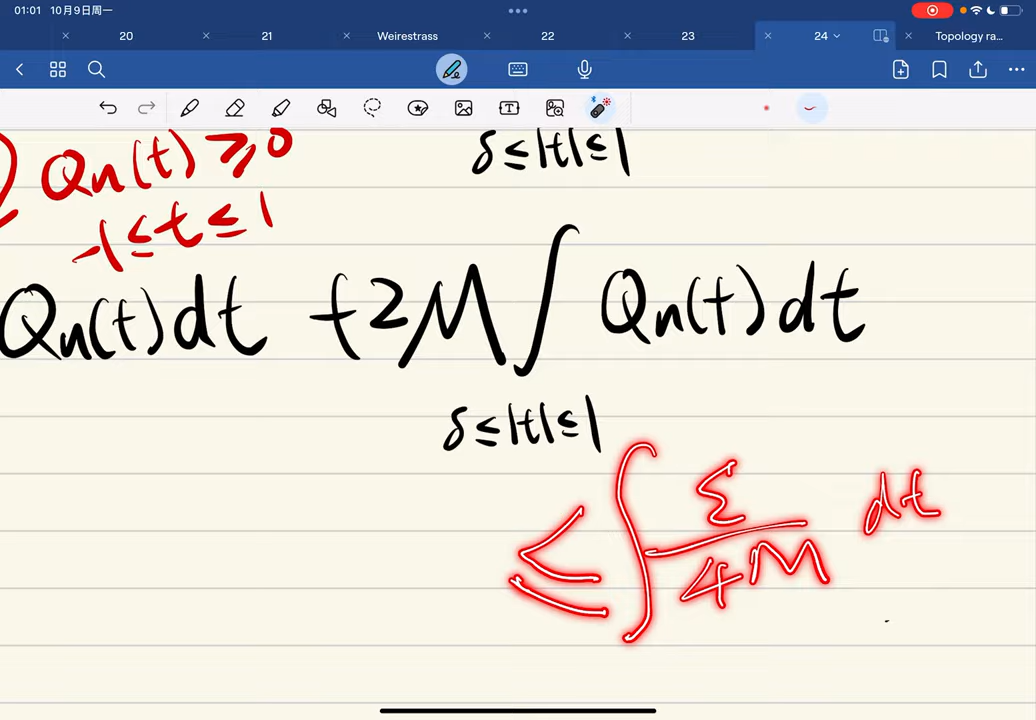 01:01 10月9日周一
20 21 Weirestrass 22 23 24 Topology ra...
δ≤|t|≤1
Qn(t)≥0
-1≤t≤1
Qn(t)dt +2M∫ Qn(t)dt
δ≤|t|≤1
≤∫ ε/4M dt